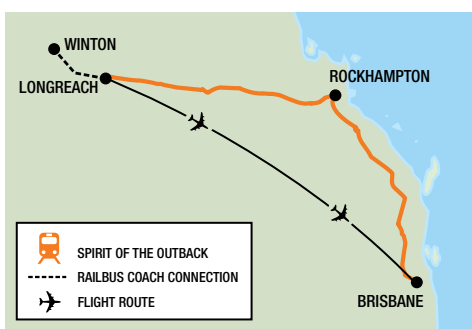 WINTON
LONGREACH
ROCKHAMPTON
SPIRIT OF THE OUTBACK
RAILBUS COACH CONNECTION
FLIGHT ROUTE
BRISBANE